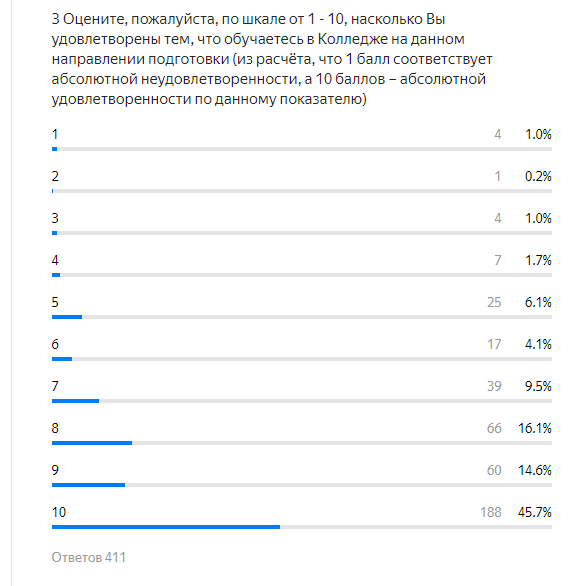 3 Оцените, пожалуйста, по шкале от 1 - 10, насколько Вы
удовлетворены тем, что обучаетесь в Колледже на данном
направлении подготовки (из расчёта, что 1 балл соответствует
абсолютной неудовлетворенности, а 10 баллов – абсолютной
удовлетворенности по данному показателю)
1 4 1.0%
2 1 0.2%
3 4 1.0%
4 7 1.7%
5 25 6.1%
6 17 4.1%
7 39 9.5%
8 66 16.1%
9 60 14.6%
10 188 45.7%
Ответов 411